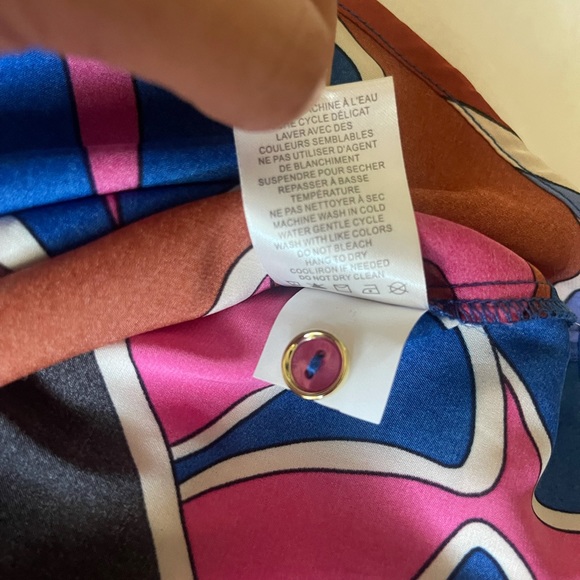 MACHINE À L'EAU
CYCLE DÉLICAT
LAVER AVEC DES
COULEURS SEMBLABLES
NE PAS UTILISER D'AGENT
DE BLANCHIMENT
SUSPENDRE POUR SECHER
REPASSER À BASSE
TEMPÉRATURE
NE PAS NETTOYER À SEC
MACHINE WASH IN COLD
WATER GENTLE CYCLE
WASH WITH LIKE COLORS
DO NOT BLEACH
HANG TO DRY
COOL IRON IF NEEDED
DO NOT DRY CLEAN